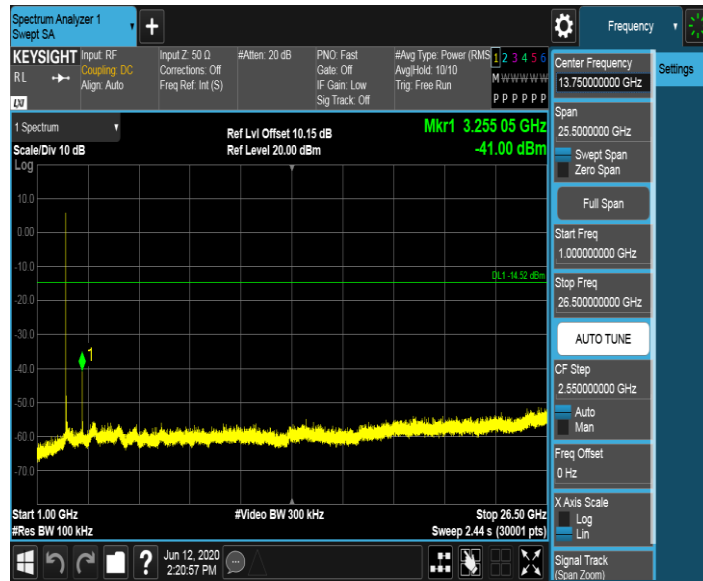 Spectrum Analyzer 1
Swept SA
+
Frequency
KEYSIGHT
RL
LXI
Input: RF
Coupling: DC
Align: Auto
Input Z: 50 Ω
Corrections: Off
Freq Ref: Int (S)
#Atten: 20 dB
PNO: Fast
Gate: Off
IF Gain: Low
Sig Track: Off
#Avg Type: Power (RMS
Avg|Hold: 10/10
Trig: Free Run
1 2 3 4 5 6
M W W W W W
P P P P P P
1 Spectrum
Scale/Div 10 dB
Log
Ref Lvl Offset 10.15 dB
Ref Level 20.00 dBm
Mkr1 3.255 05 GHz
-41.00 dBm
10.0
0.00
-10.0
DL1 -14.52 dBm
-20.0
-30.0
1
-40.0
-50.0
-60.0
-70.0
Start 1.00 GHz
#Res BW 100 kHz
#Video BW 300 kHz
Stop 26.50 GHz
Sweep 2.44 s (30001 pts)
?
Jun 12, 2020
2:20:57 PM
Center Frequency
13.750000000 GHz
Settings
Span
25.5000000 GHz
Swept Span
Zero Span
Full Span
Start Freq
1.000000000 GHz
Stop Freq
26.500000000 GHz
AUTO TUNE
CF Step
2.550000000 GHz
Auto
Man
Freq Offset
0 Hz
X Axis Scale
Log
Lin
Signal Track
(Span Zoom)